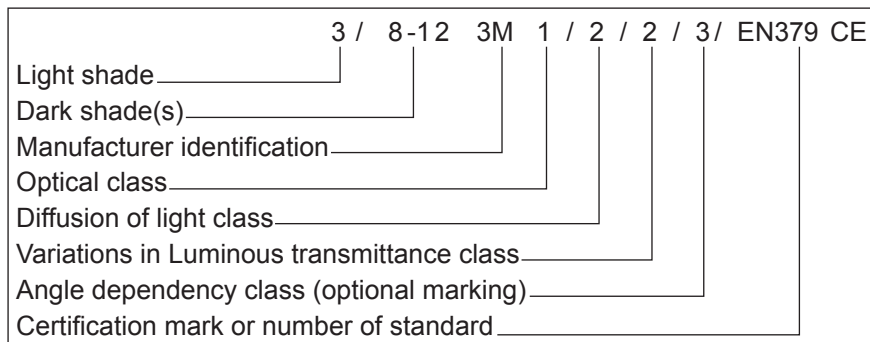 3 / 8-12 3M 1 / 2 / 2 / 3 / EN379 CE
Light shade
Dark shade(s)
Manufacturer identification
Optical class
Diffusion of light class
Variations in Luminous transmittance class
Angle dependency class (optional marking)
Certification mark or number of standard